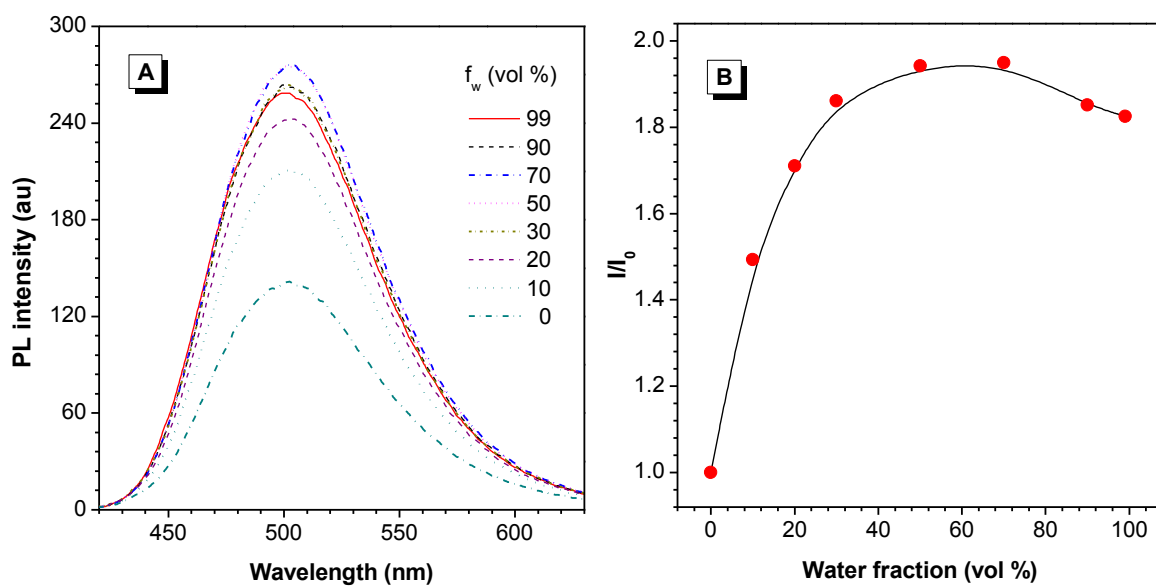 A
f_w (vol %)
99
90
70
50
30
20
10
0
300
240
180
120
60
0
450 500 550 600
PL intensity (au)
Wavelength (nm)
B
2.0
1.8
1.6
1.4
1.2
1.0
0 20 40 60 80 100
I/I_0
Water fraction (vol %)